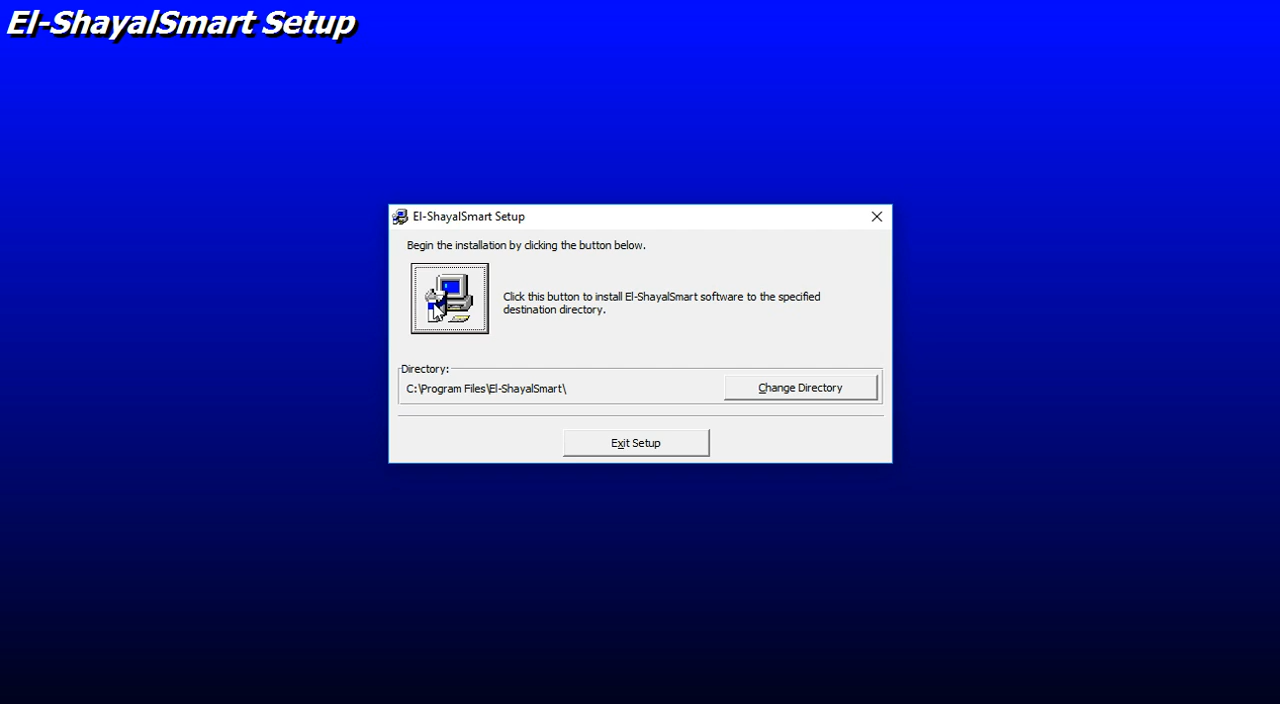 El-ShayalSmart Setup
El-ShayalSmart Setup
Begin the installation by clicking the button below.
Click this button to install El-ShayalSmart software to the specified
destination directory.
Directory:
C:\Program Files\El-ShayalSmart\
Change Directory
Exit Setup